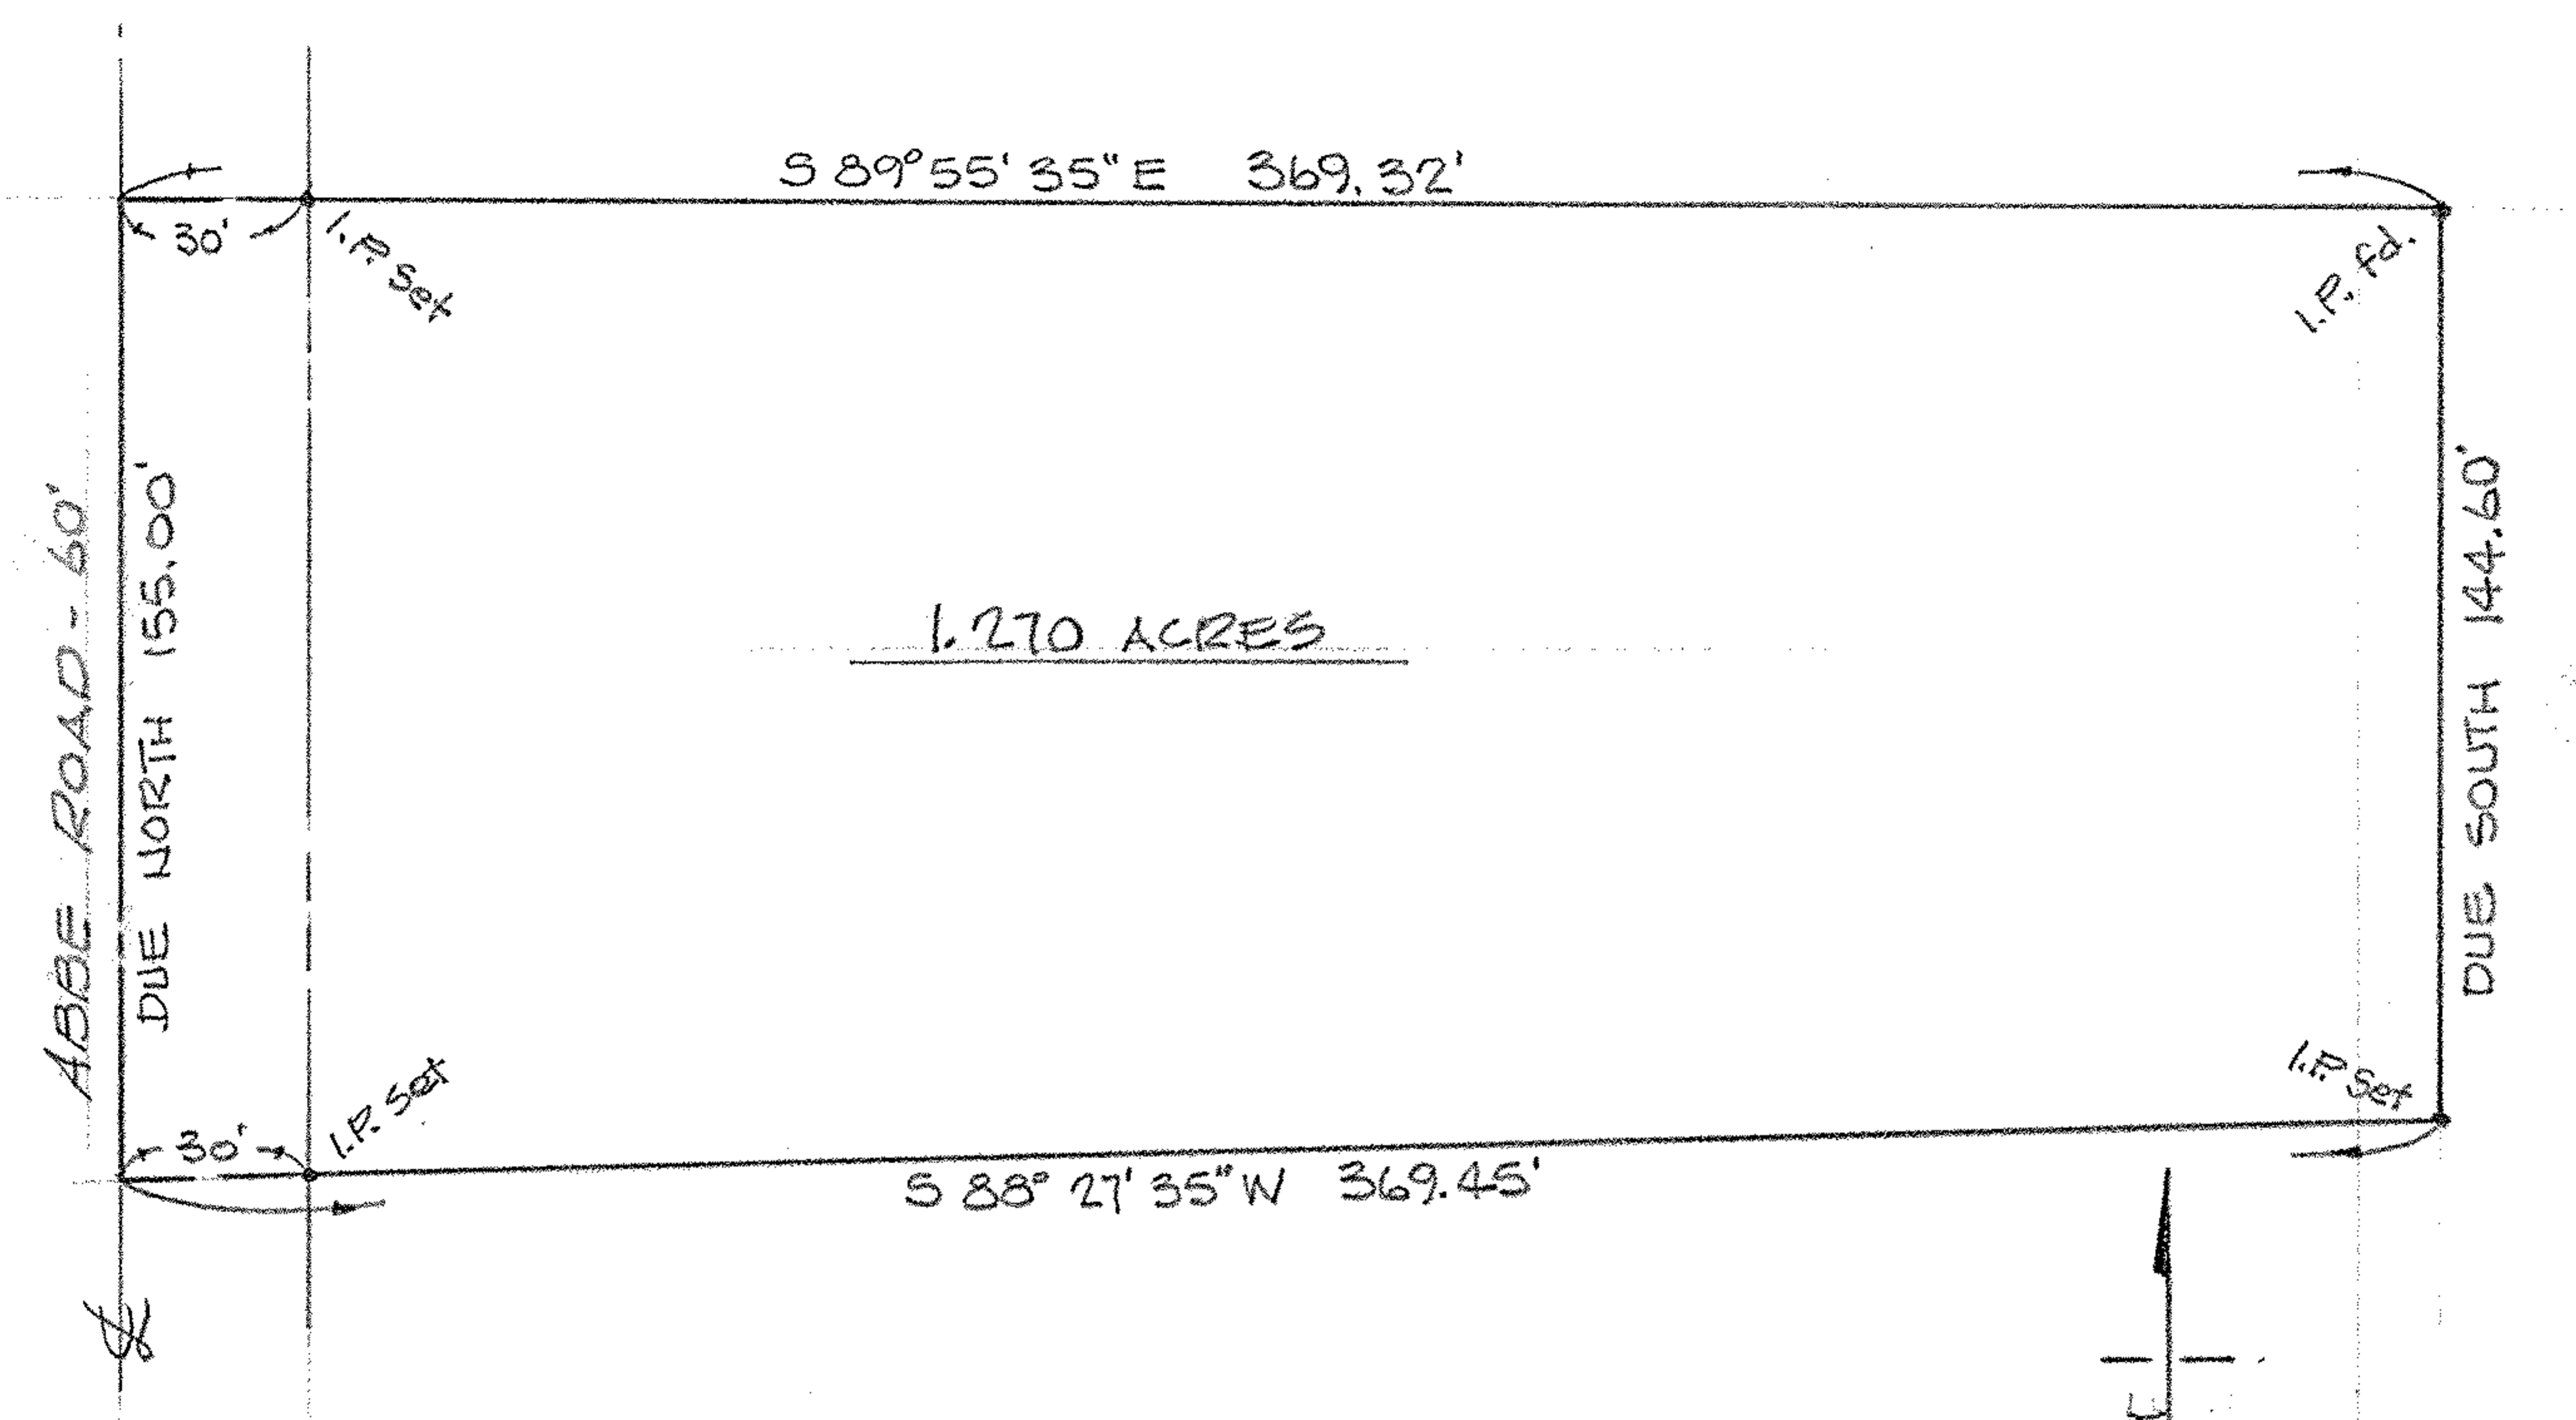 S 89° 55' 35" E 369.32'
30'
I.P. Set
I.P. fd.
ABBE ROAD - 60'
DUE NORTH 155.00'
1.270 ACRES
DUE SOUTH 144.60'
30'
I.P. Set
I.P. Set
S 88° 27' 35" W 369.45'
℄